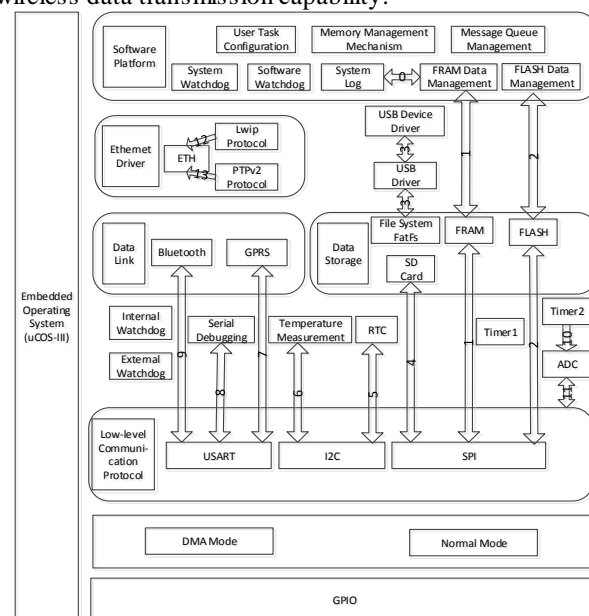 wireless data transmission capability.
Software
Platform
User Task
Configuration
Memory Management
Mechanism
Message Queue
Management
System
Watchdog
Software
Watchdog
System
Log
0
FRAM Data
Management
FLASH Data
Management
Ethernet
Driver
ETH
12
Lwip
Protocol
13
PTPv2
Protocol
USB Device
Driver
3
USB
Driver
3
1
2
Data
Link
Bluetooth
GPRS
Data
Storage
File System
FatFs
FRAM
FLASH
SD
Card
Embedded
Operating
System
(uCOS-III)
Internal
Watchdog
External
Watchdog
Serial
Debugging
Temperature
Measurement
RTC
Timer1
Timer2
10
ADC
11
9
8
7
6
5
4
1
2
Low-level
Communi-
cation
Protocol
USART
I2C
SPI
DMA Mode
Normal Mode
GPIO